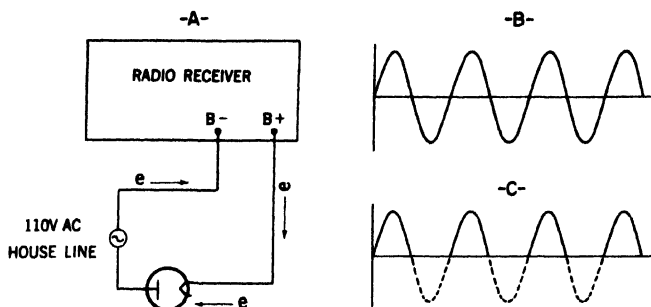 -A-
RADIO RECEIVER
B-
B+
e
e
110V AC
HOUSE LINE
e
-B-
-C-